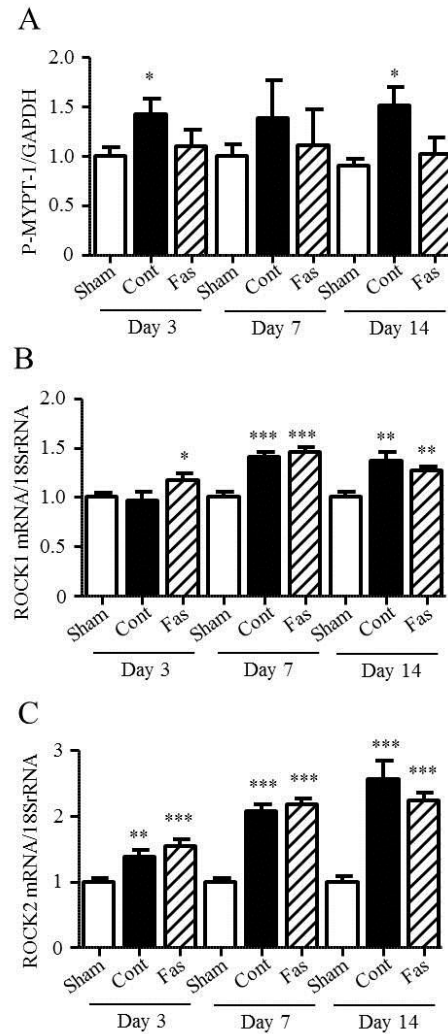 A
P-MYPT-1/GAPDH
2.0
1.5
1.0
0.5
0
*
*
Sham Cont Fas Sham Cont Fas Sham Cont Fas
Day 3 Day 7 Day 14
B
ROCK1 mRNA/18SrRNA
2.0
1.5
1.0
0.5
0
* *** *** ** **
Sham Cont Fas Sham Cont Fas Sham Cont Fas
Day 3 Day 7 Day 14
C
ROCK2 mRNA/18SrRNA
3
2
1
0
** *** *** *** *** ***
Sham Cont Fas Sham Cont Fas Sham Cont Fas
Day 3 Day 7 Day 14